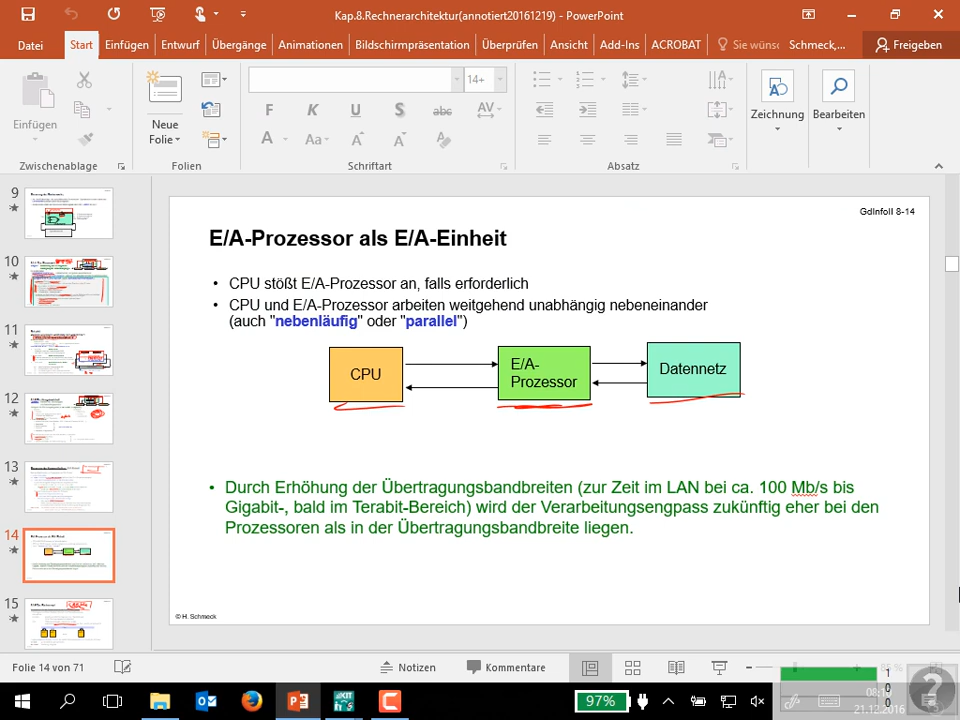 Kap.8.Rechnerarchitektur(annotiert20161219) - PowerPoint
Datei Start Einfügen Entwurf Übergänge Animationen Bildschirmpräsentation Überprüfen Ansicht Add-Ins ACROBAT Sie wünsc Schmeck,... Freigeben
Einfügen
Neue
Folie
14+
F K U S abc AV
A Aa A A
Zeichnung
Bearbeiten
Zwischenablage Folien Schriftart Absatz
9
10
11
12
13
14
15
GdInfoII 8-14
E/A-Prozessor als E/A-Einheit
• CPU stößt E/A-Prozessor an, falls erforderlich
• CPU und E/A-Prozessor arbeiten weitgehend unabhängig nebeneinander
(auch "nebenläufig" oder "parallel")
CPU
E/A-
Prozessor
Datennetz
• Durch Erhöhung der Übertragungsbandbreiten (zur Zeit im LAN bei ca. 100 Mb/s bis
Gigabit-, bald im Terabit-Bereich) wird der Verarbeitungsengpass zukünftig eher bei den
Prozessoren als in der Übertragungsbandbreite liegen.
© H. Schmeck
Folie 14 von 71 Notizen Kommentare
97%
21.12.2016